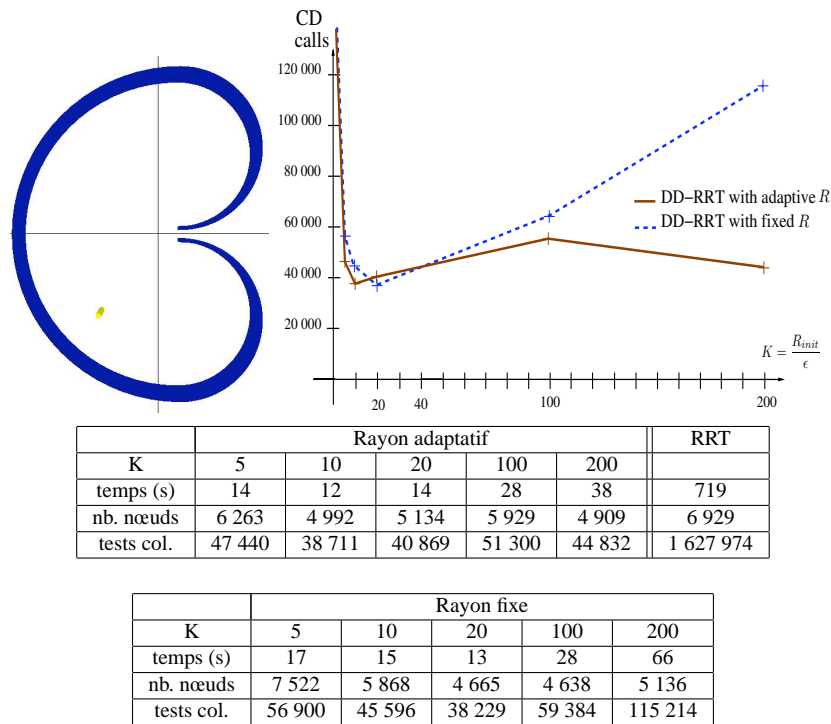 CD
calls
120 000
100 000
80 000
60 000
40 000
20 000
DD−RRT with adaptive R
DD−RRT with fixed R
K = R_init / ϵ
20 40 100 200
Rayon adaptatif RRT
K 5 10 20 100 200
temps (s) 14 12 14 28 38 719
nb. nœuds 6 263 4 992 5 134 5 929 4 909 6 929
tests col. 47 440 38 711 40 869 51 300 44 832 1 627 974
Rayon fixe
K 5 10 20 100 200
temps (s) 17 15 13 28 66
nb. nœuds 7 522 5 868 4 665 4 638 5 136
tests col. 56 900 45 596 38 229 59 384 115 214